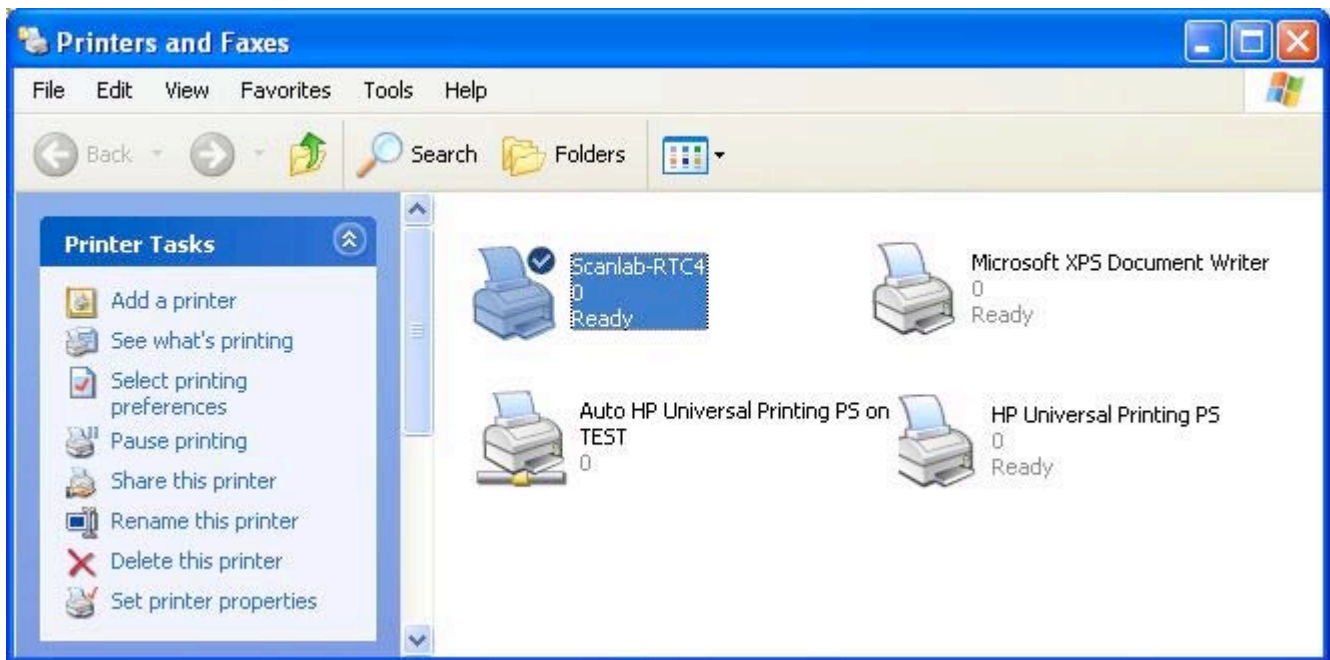 Printers and Faxes
File Edit View Favorites Tools Help
Back Search Folders
Printer Tasks
Add a printer
See what's printing
Select printing
preferences
Pause printing
Share this printer
Rename this printer
Delete this printer
Set printer properties
Scanlab-RTC4
0
Ready
Microsoft XPS Document Writer
0
Ready
Auto HP Universal Printing PS on
TEST
0
HP Universal Printing PS
0
Ready